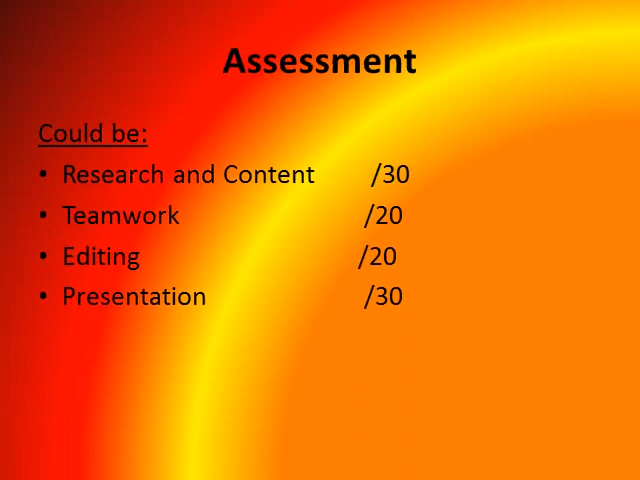 Assessment
Could be:
• Research and Content /30
• Teamwork /20
• Editing /20
• Presentation /30